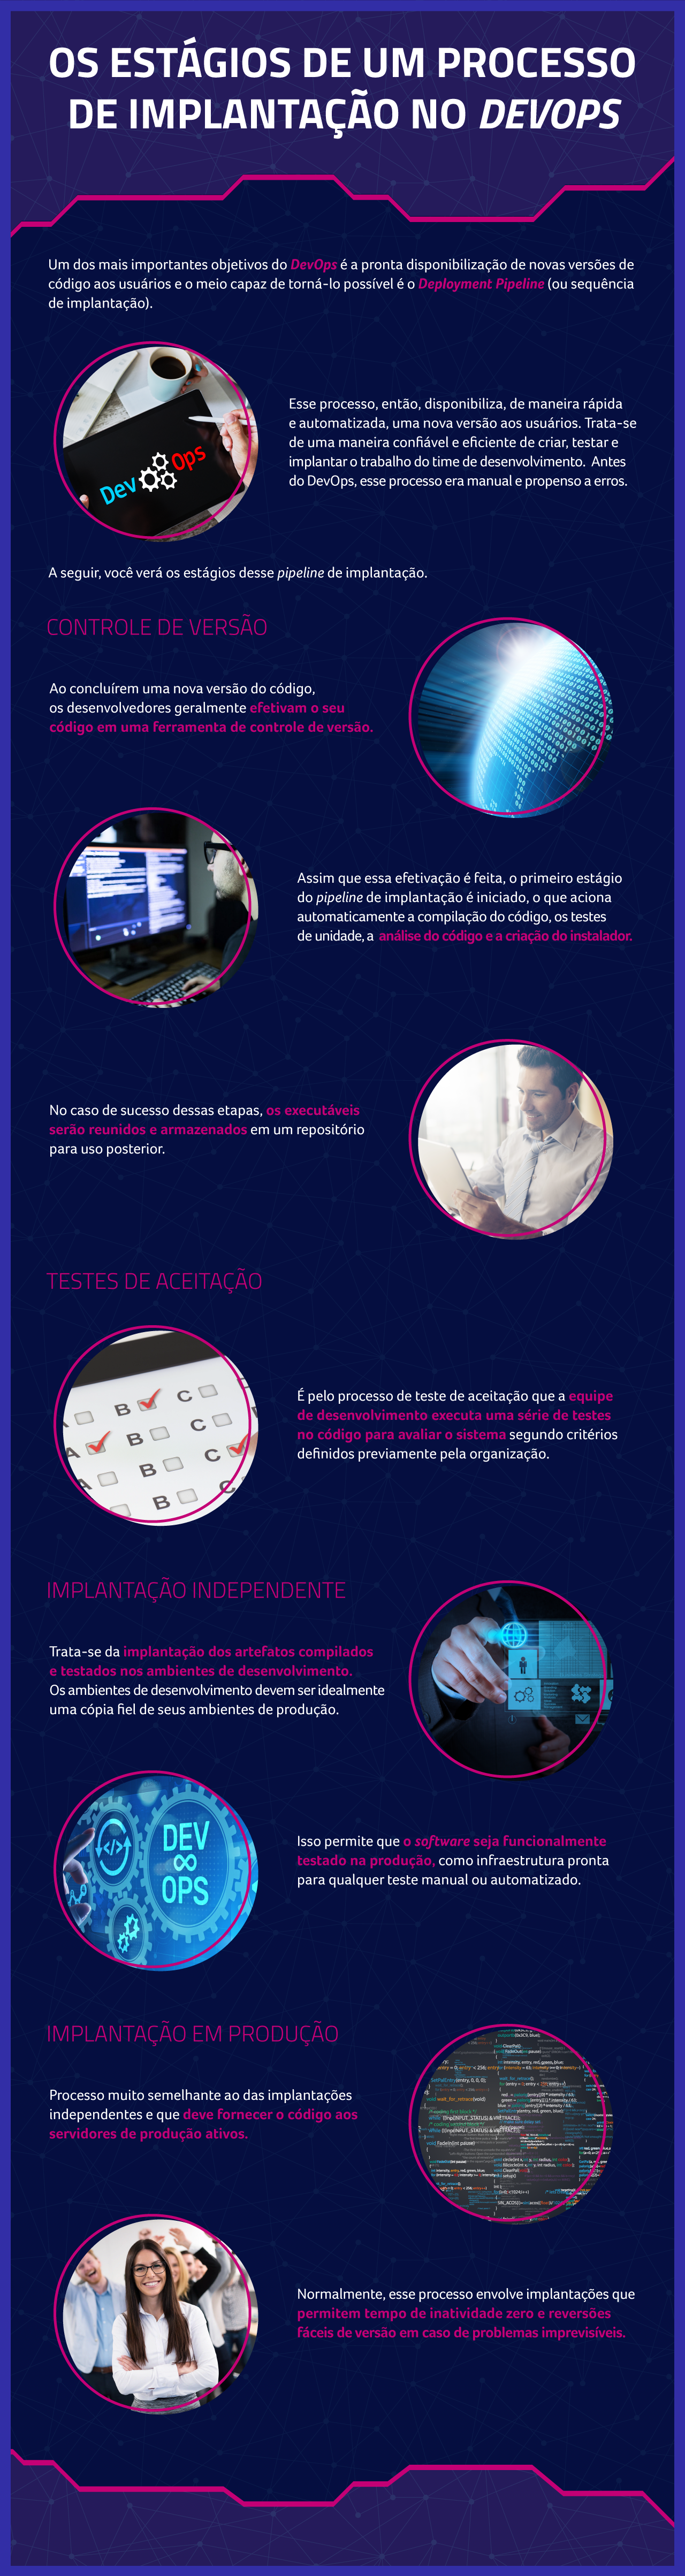 OS ESTÁGIOS DE UM PROCESSO
DE IMPLANTAÇÃO NO DEVOPS
Um dos mais importantes objetivos do DevOps é a pronta disponibilização de novas versões de
código aos usuários e o meio capaz de torná-lo possível é o Deployment Pipeline (ou sequência
de implantação).
Dev Ops
Esse processo, então, disponibiliza, de maneira rápida
e automatizada, uma nova versão aos usuários. Trata-se
de uma maneira confiável e eficiente de criar, testar e
implantar o trabalho do time de desenvolvimento. Antes
do DevOps, esse processo era manual e propenso a erros.
A seguir, você verá os estágios desse pipeline de implantação.
CONTROLE DE VERSÃO
Ao concluírem uma nova versão do código,
os desenvolvedores geralmente efetivam o seu
código em uma ferramenta de controle de versão.
Assim que essa efetivação é feita, o primeiro estágio
do pipeline de implantação é iniciado, o que aciona
automaticamente a compilação do código, os testes
de unidade, a análise do código e a criação do instalador.
No caso de sucesso dessas etapas, os executáveis
serão reunidos e armazenados em um repositório
para uso posterior.
TESTES DE ACEITAÇÃO
B C
A B C
A B C
B
É pelo processo de teste de aceitação que a equipe
de desenvolvimento executa uma série de testes
no código para avaliar o sistema segundo critérios
definidos previamente pela organização.
IMPLANTAÇÃO INDEPENDENTE
Trata-se da implantação dos artefatos compilados
e testados nos ambientes de desenvolvimento.
Os ambientes de desenvolvimento devem ser idealmente
uma cópia fiel de seus ambientes de produção.
</>
DEV
OPS
Isso permite que o software seja funcionalmente
testado na produção, como infraestrutura pronta
para qualquer teste manual ou automatizado.
IMPLANTAÇÃO EM PRODUÇÃO
Processo muito semelhante ao das implantações
independentes e que deve fornecer o código aos
servidores de produção ativos.
Normalmente, esse processo envolve implantações que
permitem tempo de inatividade zero e reversões
fáceis de versão em caso de problemas imprevisíveis.